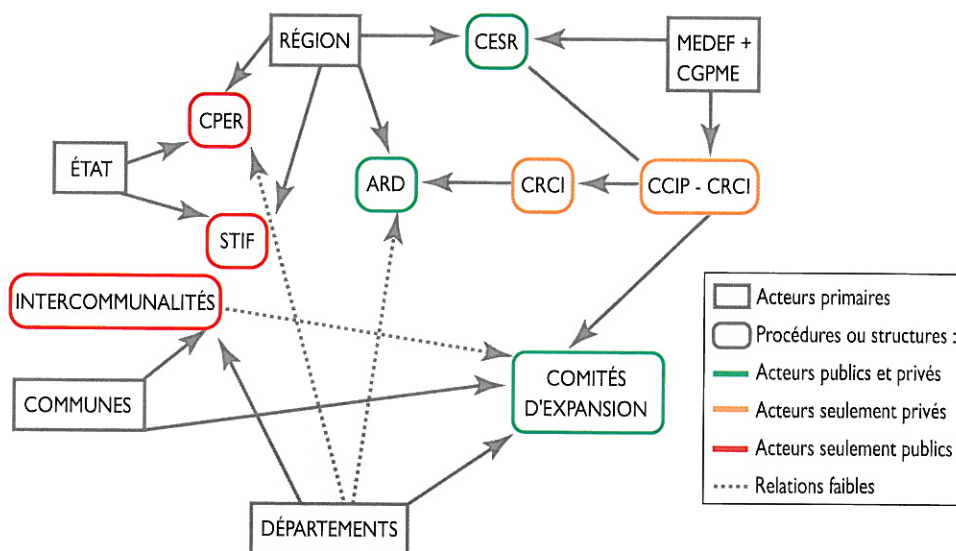 RÉGION
CESR
MEDEF +
CGPME
CPER
ÉTAT
ARD
CRCI
CCIP - CRCI
STIF
INTERCOMMUNALITÉS
Acteurs primaires
Procédures ou structures :
COMITÉS
D'EXPANSION
Acteurs publics et privés
COMMUNES
Acteurs seulement privés
Acteurs seulement publics
Relations faibles
DÉPARTEMENTS